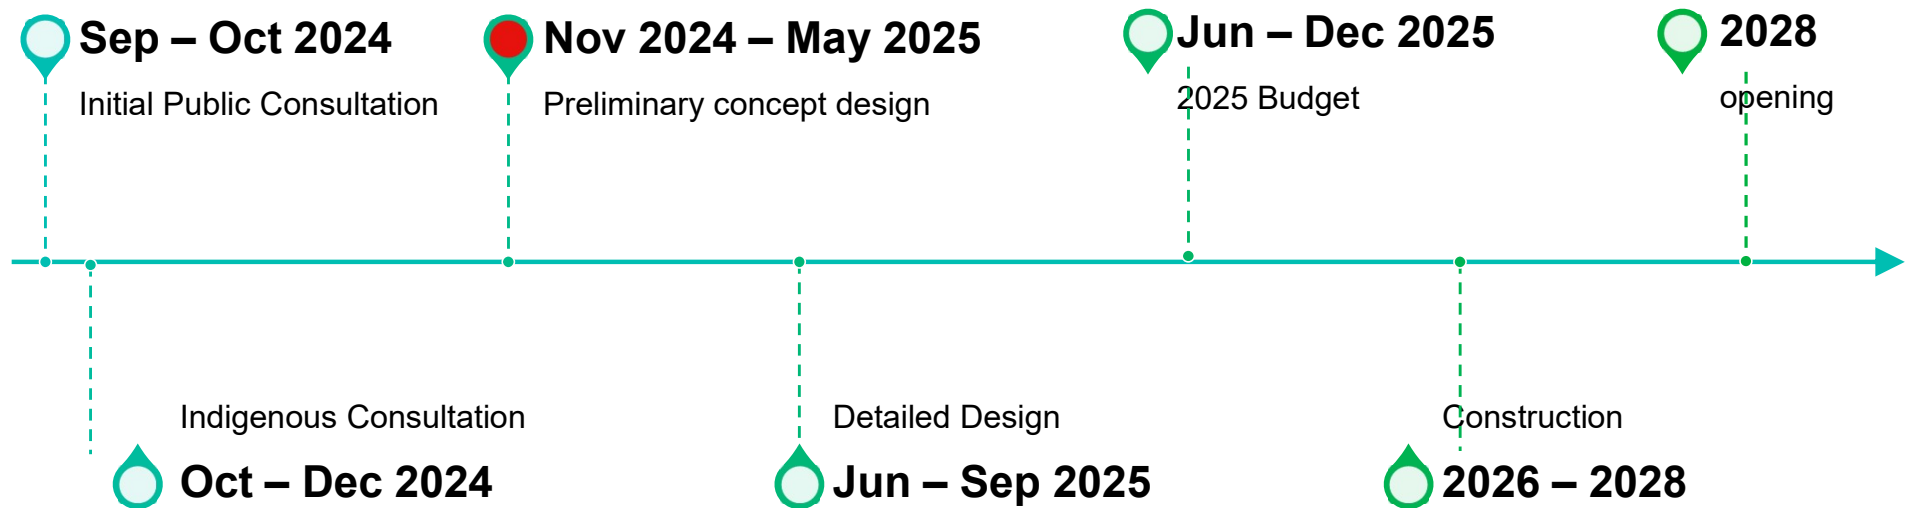 Sep – Oct 2024
Initial Public Consultation
Nov 2024 – May 2025
Preliminary concept design
Jun – Dec 2025
2025 Budget
2028
opening
Indigenous Consultation
Oct – Dec 2024
Detailed Design
Jun – Sep 2025
Construction
2026 – 2028